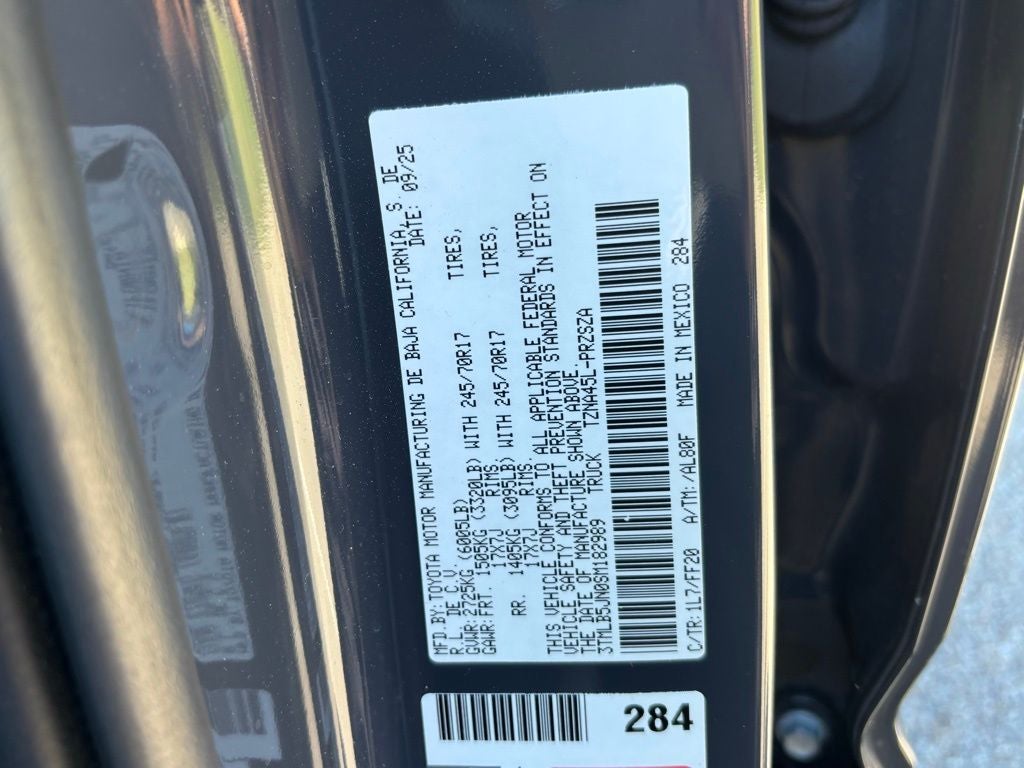 MFD.BY:TOYOTA MOTOR MANUFACTURING DE BAJA CALIFORNIA, S. DE
R.L. DE C.V. DATE: 09/25
GVWR:2725KG (6005LB)
GAWR:FRT. 1505KG (3320LB) WITH 245/70R17 TIRES,
17X7J RIMS
RR. 1405KG (3095LB) WITH 245/70R17 TIRES,
17X7J RIMS
THIS VEHICLE CONFORMS TO ALL APPLICABLE FEDERAL MOTOR
VEHICLE SAFETY AND THEFT PREVENTION STANDARDS IN EFFECT ON
THE DATE OF MANUFACTURE SHOWN ABOVE.
3TMLB5JN0SM182989 TRUCK TZNA45L-PRZSZA
C/TR:1L7/FF20 A/TM:-/AL80F MADE IN MEXICO 284
284